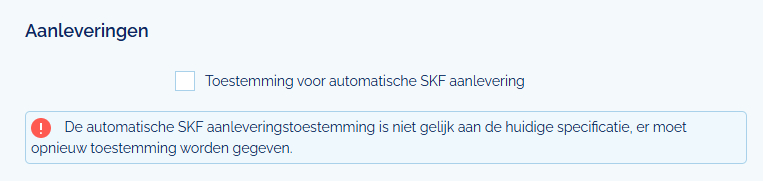 Aanleveringen
Toestemming voor automatische SKF aanlevering
De automatische SKF aanleveringstoestemming is niet gelijk aan de huidige specificatie, er moet
opnieuw toestemming worden gegeven.